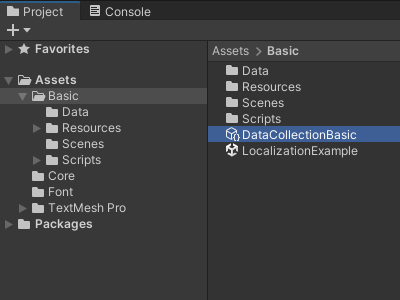 Project
Console
Favorites
Assets
Basic
Data
Resources
Scenes
Scripts
Core
Font
TextMesh Pro
Packages
Assets > Basic
Data
Resources
Scenes
Scripts
DataCollectionBasic
LocalizationExample